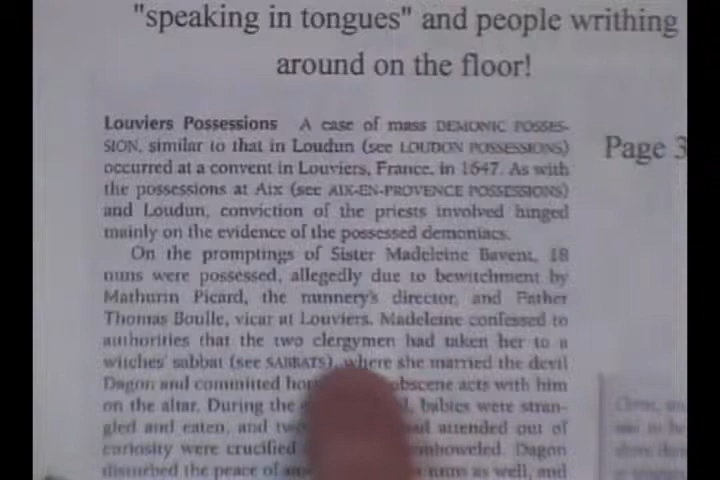 "speaking in tongues" and people writhing
around on the floor!
Louviers Possessions A case of mass DEMONIC POSSES-
SION, similar to that in Loudun (see LOUDON POSSESSIONS)
occurred at a convent in Louviers, France, in 1647. As with
the possessions at Aix (see AIX-EN-PROVENCE POSSESSIONS)
and Loudun, conviction of the priests involved hinged
mainly on the evidence of the possessed demoniacs.
On the promptings of Sister Madeleine Bavent, 18
nuns were possessed, allegedly due to bewitchment by
Mathurin Picard, the nunnery's director, and Father
Thomas Boulle, vicar at Louviers. Madeleine confessed to
authorities that the two clergymen had taken her to a
witches' sabbat (see SABBATS), where she married the devil
Dagon and committed obscene acts with him
on the altar. During the babies were stran-
gled and eaten, and attended out of
curiosity were crucified Dagon
disturbed the peace of nuns as well, and
Page 3